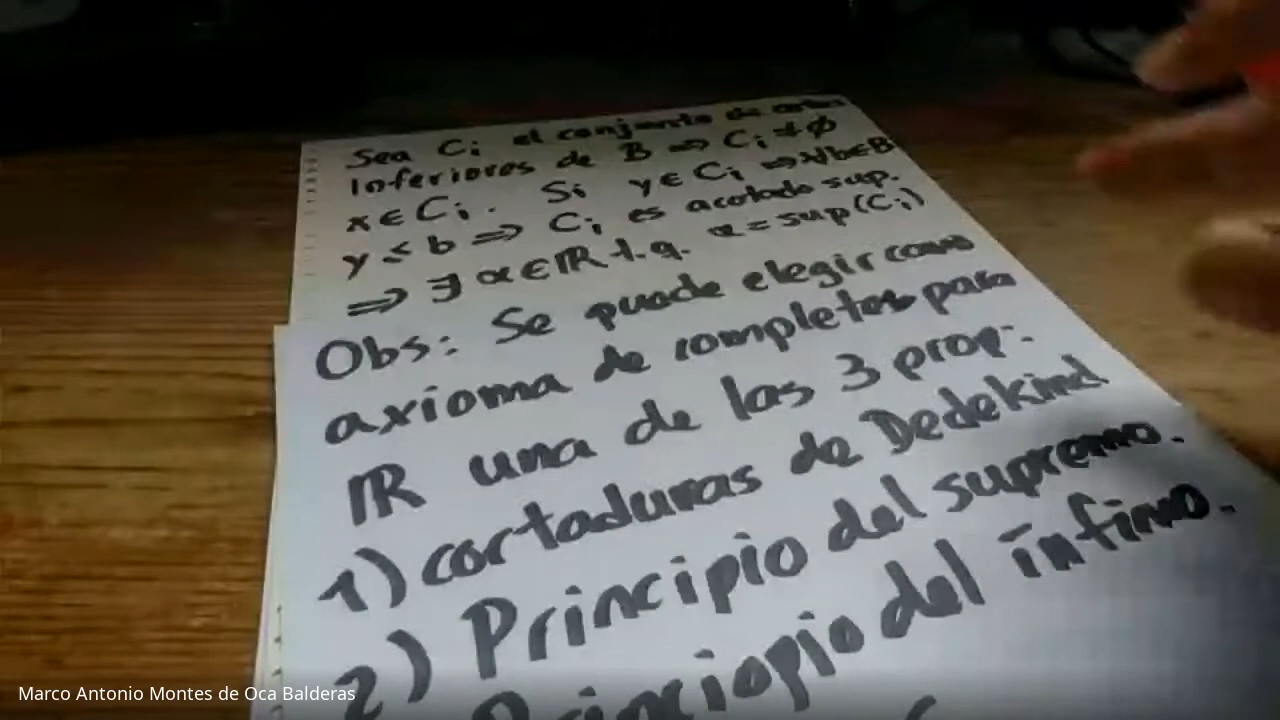 Sea Ci el conjunto de cotas
Inferiores de B ⇒ Ci ≠ ∅
x ∈ Ci. Si y ∈ Ci ⇒ ∀b∈B
y ≤ b ⇒ Ci es acotado sup.
⇒ ∃ α ∈ ℝ t.q. α = sup(Ci)
Obs: Se puede elegir como
axioma de completos para
ℝ una de las 3 prop:
1) cortaduras de Dedekind
2) Principio del supremo.
Principio del ínfimo.
Marco Antonio Montes de Oca Balderas